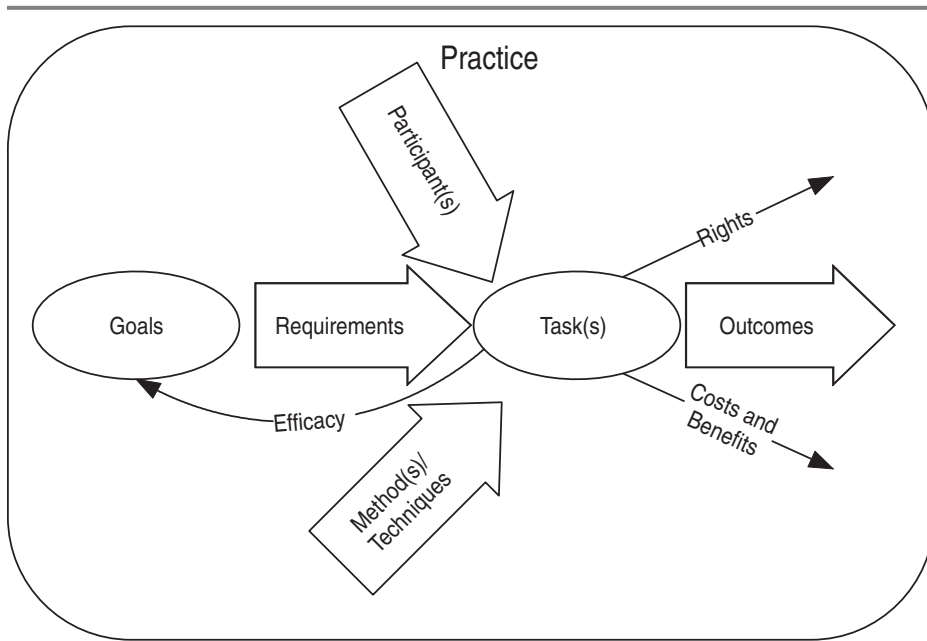 Practice
Participant(s)
Rights
Goals
Requirements
Task(s)
Outcomes
Efficacy
Costs and
Benefits
Method(s)/
Techniques